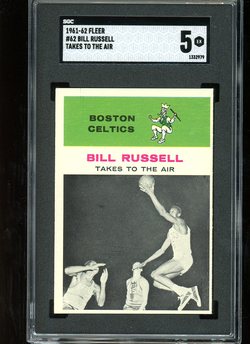 SGC
1961-62 FLEER
#62 BILL RUSSELL
TAKES TO THE AIR
5 EX
1332979
BOSTON
CELTICS
BILL RUSSELL
TAKES TO THE AIR